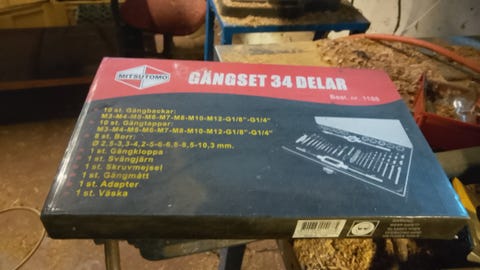 MITSUTOMO
GÄNGSET 34 DELAR
Best. nr. 1188
10 st. Gängbackar:
M3-M4-M5-M6-M7-M8-M10-M12-G1/8"-G1/4"
10 st. Gängtappar:
M3-M4-M5-M6-M7-M8-M10-M12-G1/8"-G1/4"
8 st. Borr:
Ø 2,5-3,3-4,2-5-6-6,8-8,5-10,3 mm.
1 st. Gängkloppa
1 st. Svängjärn
1 st. Skruvmejsel
1 st. Gängmått
1 st. Adapter
1 st. Väska